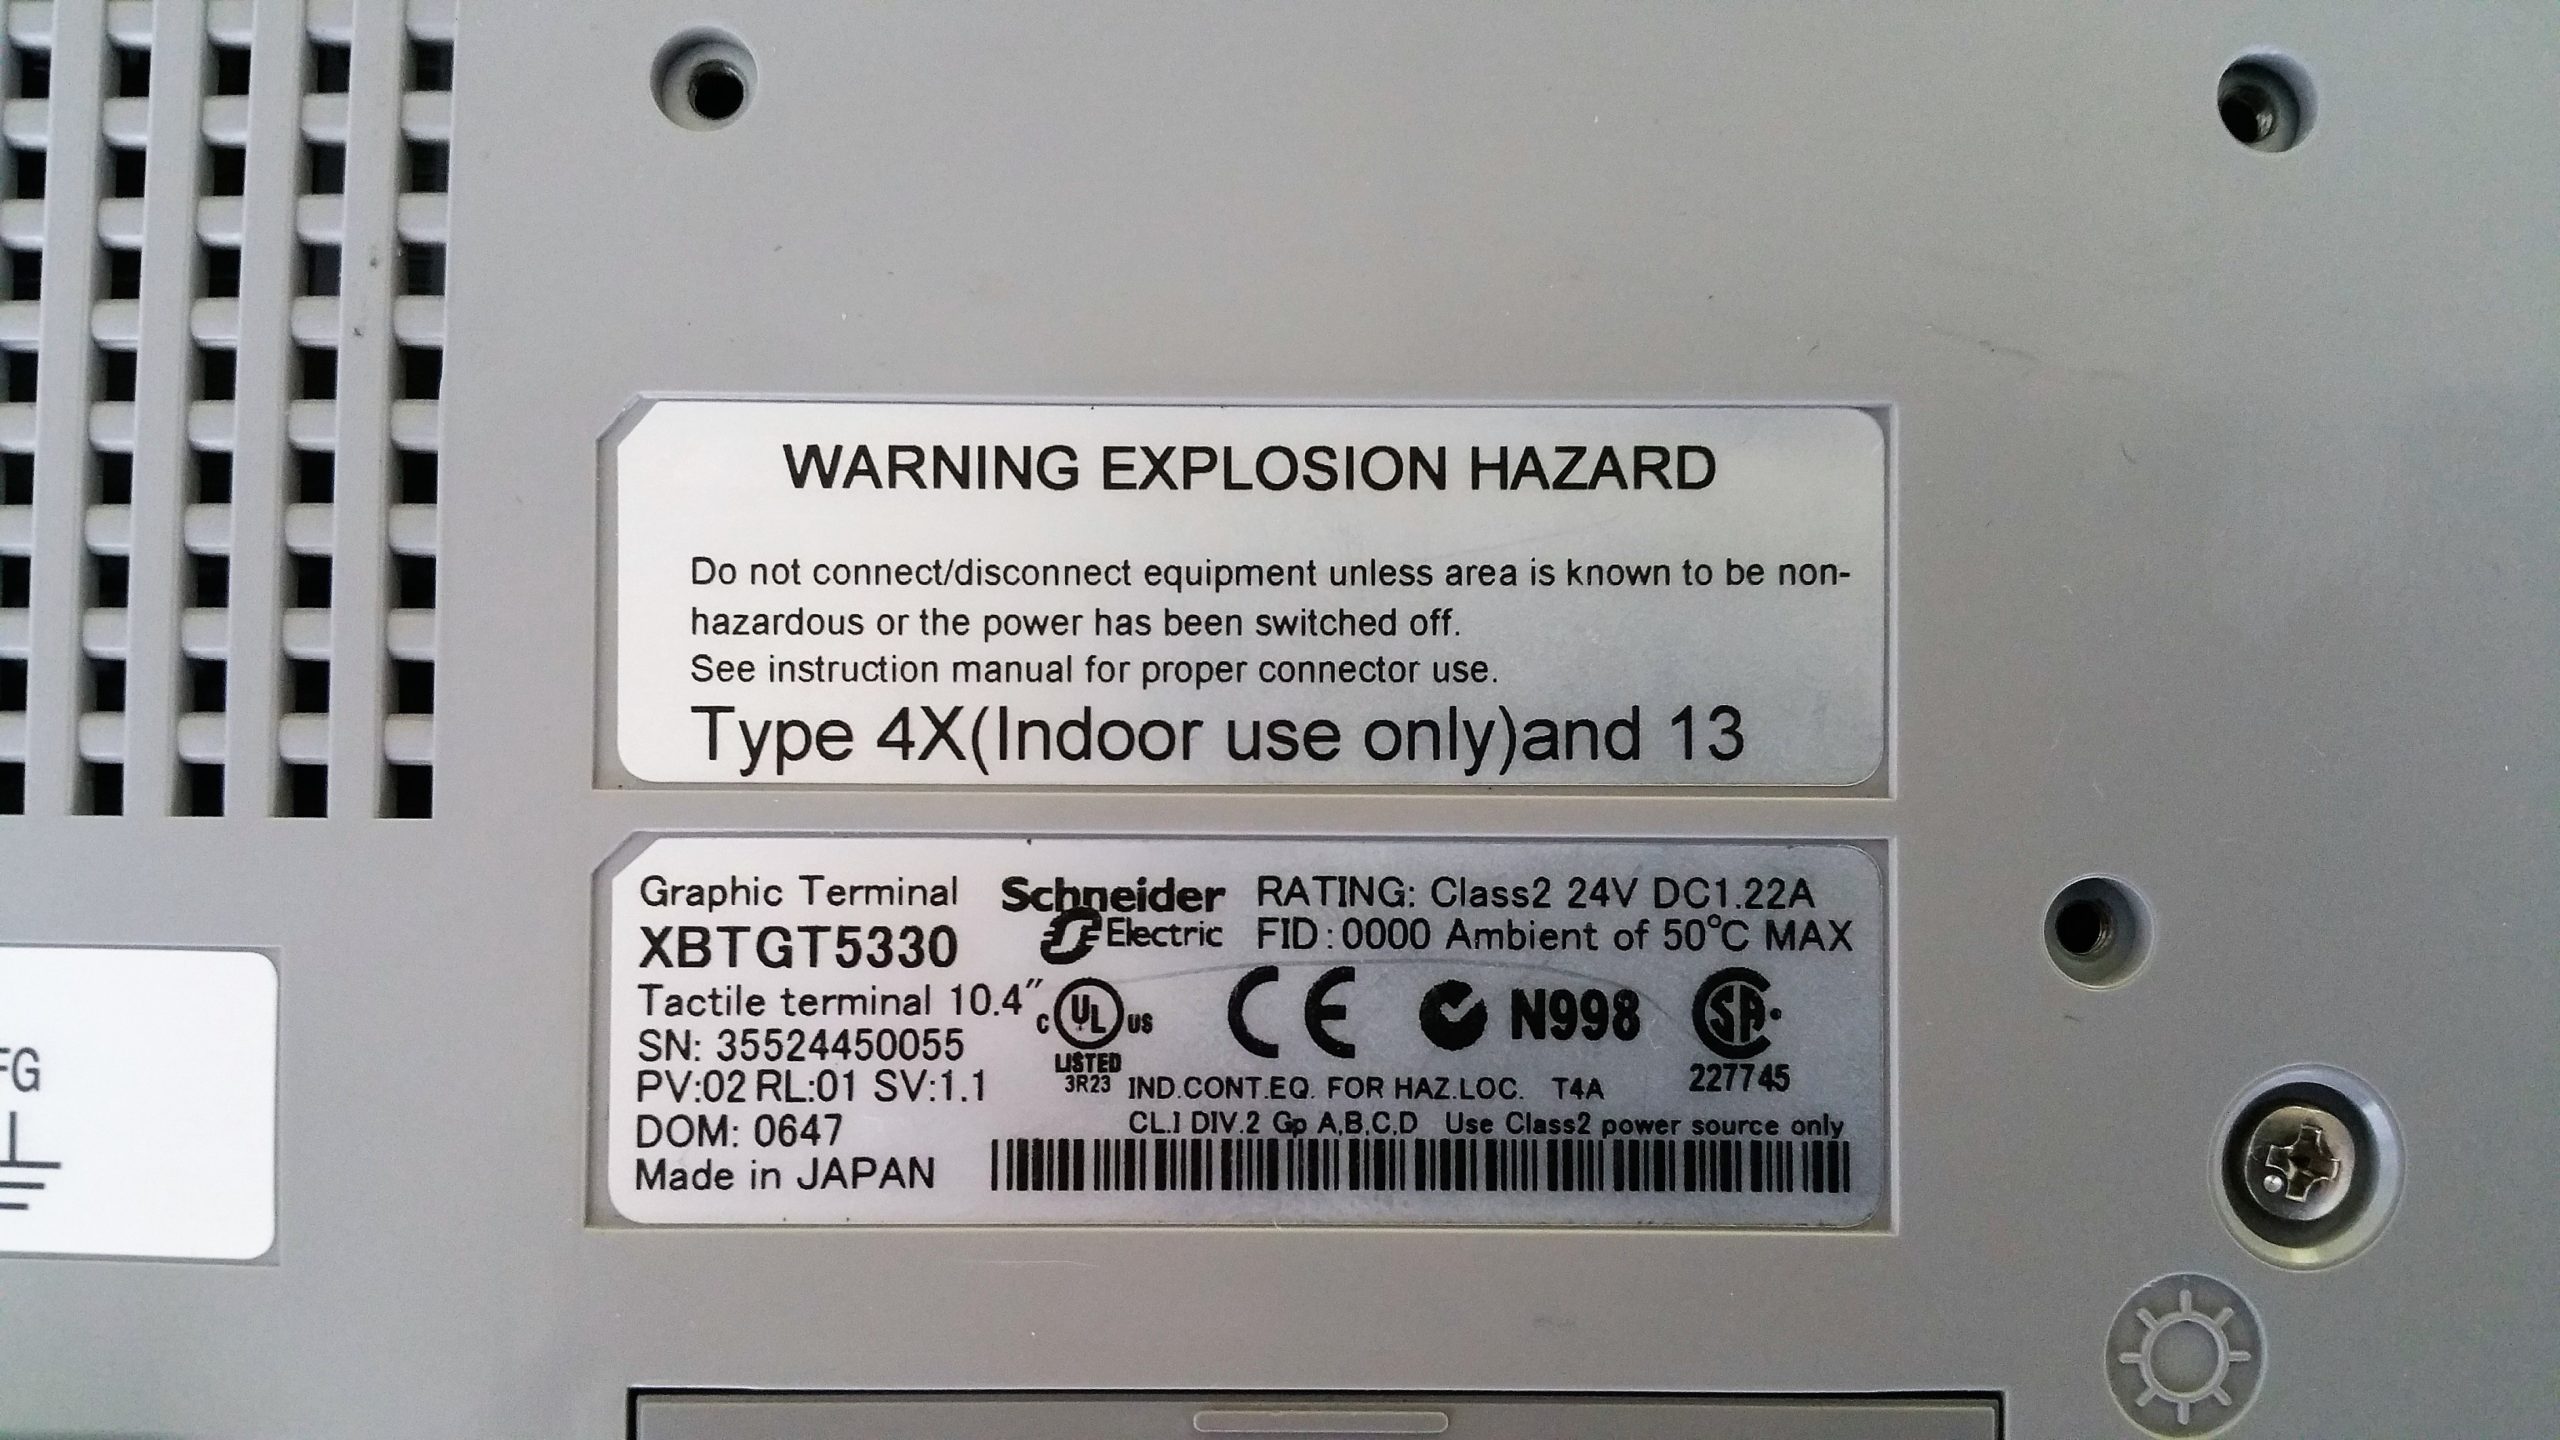 WARNING EXPLOSION HAZARD
Do not connect/disconnect equipment unless area is known to be non-
hazardous or the power has been switched off.
See instruction manual for proper connector use.
Type 4X(Indoor use only)and 13
Graphic Terminal
XBTGT5330
Tactile terminal 10.4"
SN: 35524450055
PV:02 RL:01 SV:1.1
DOM: 0647
Made in JAPAN
Schneider
Electric
RATING: Class2 24V DC1.22A
FID:0000 Ambient of 50°C MAX
C UL US
LISTED
3R23
CE
N998
SA
227745
IND.CONT.EQ. FOR HAZ.LOC. T4A
CL.I DIV.2 Gp A,B,C,D Use Class2 power source only
FG